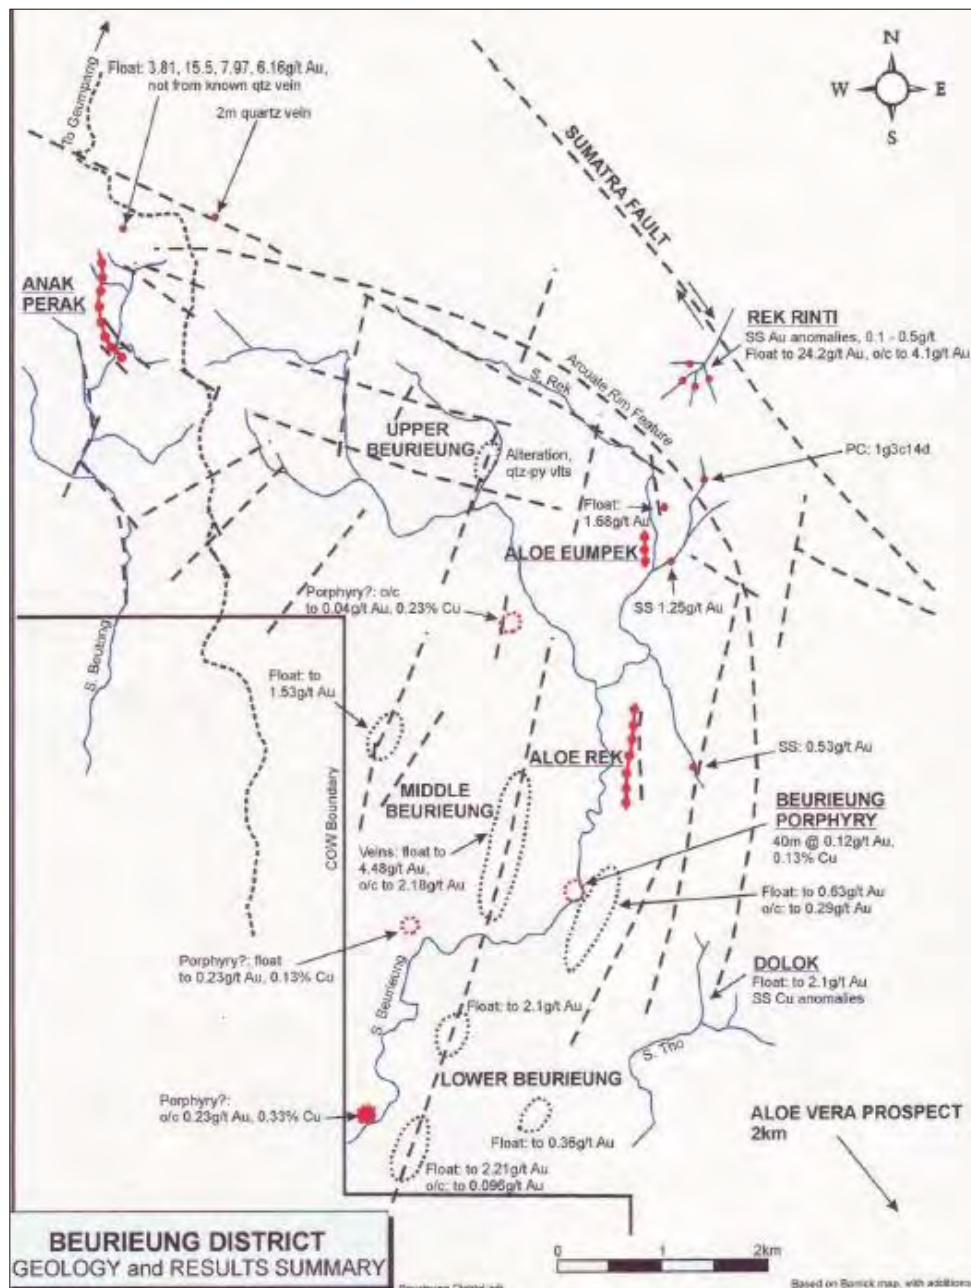 To Geumpang
Float: 3.81, 15.5, 7.97, 6.16g/t Au,
not from known qtz vein
2m quartz vein
N
W
E
S
SUMATRA FAULT
ANAK
PERAK
REK RINTI
SS Au anomalies, 0.1 - 0.5g/t
Float to 24.2g/t Au, o/c to 4.1g/t Au
S. Rek
Arcuate Rim Feature
UPPER
BEURIEUNG
Alteration,
qtz-py vlts
PC: 1g3c14d
Float:
1.68g/t Au
ALOE EUMPEK
SS 1.25g/t Au
Porphyry?: o/c
to 0.04g/t Au, 0.23% Cu
S. Beutong
Float: to
1.53g/t Au
ALOE REK
SS: 0.53g/t Au
COW Boundary
MIDDLE
BEURIEUNG
BEURIEUNG
PORPHYRY
40m @ 0.12g/t Au,
0.13% Cu
Veins: float to
4.48g/t Au,
o/c to 2.18g/t Au
Float: to 0.63g/t Au
o/c: to 0.29g/t Au
Porphyry?: float
to 0.23g/t Au, 0.13% Cu
DOLOK
Float: to 2.1g/t Au
SS Cu anomalies
S. Beurieung
Float: to 2.1g/t Au
S. Tho
LOWER BEURIEUNG
Porphyry?:
o/c 0.23g/t Au, 0.33% Cu
Float: to 0.36g/t Au
ALOE VERA PROSPECT
2km
Float: to 2.21g/t Au
o/c: to 0.096g/t Au
BEURIEUNG DISTRICT
GEOLOGY and RESULTS SUMMARY
0
1
2km
Based on Barrick map, with additions